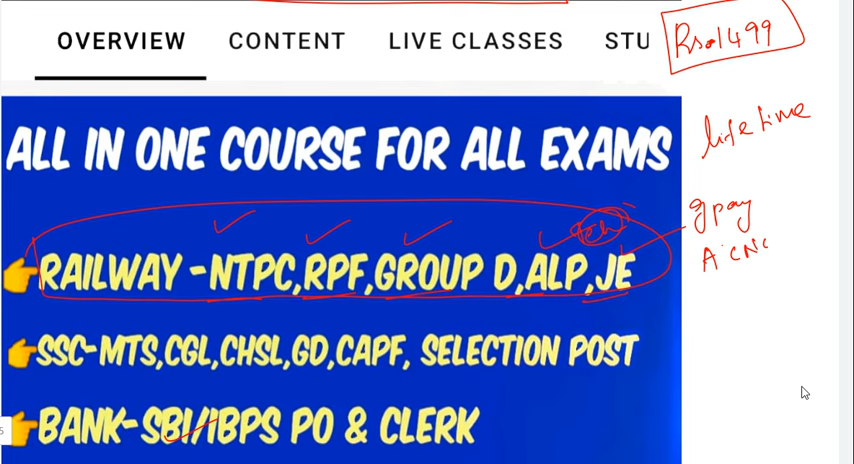 OVERVIEW CONTENT LIVE CLASSES STU
Rs.1499
ALL IN ONE COURSE FOR ALL EXAMS
life time
RAILWAY -NTPC,RPF,GROUP D,ALP,JE
gpay
SSC-MTS,CGL,CHSL,GD,CAPF, SELECTION POST
BANK-SBI/IBPS PO & CLERK
5